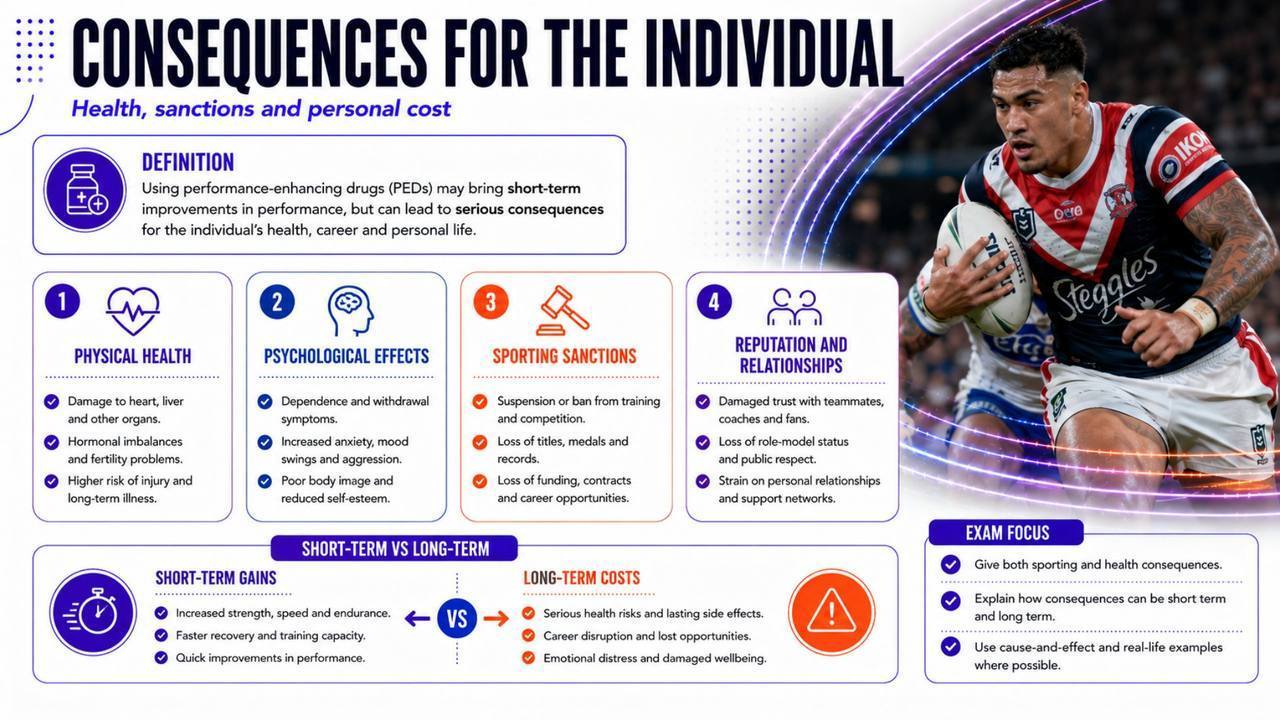 CONSEQUENCES FOR THE INDIVIDUAL
Health, sanctions and personal cost
DEFINITION
Using performance-enhancing drugs (PEDs) may bring short-term
improvements in performance, but can lead to serious consequences
for the individual's health, career and personal life.
1
PHYSICAL HEALTH
Damage to heart, liver
and other organs.
Hormonal imbalances
and fertility problems.
Higher risk of injury and
long-term illness.
2
PSYCHOLOGICAL EFFECTS
Dependence and withdrawal
symptoms.
Increased anxiety, mood
swings and aggression.
Poor body image and
reduced self-esteem.
3
SPORTING SANCTIONS
Suspension or ban from training
and competition.
Loss of titles, medals and
records.
Loss of funding, contracts
and career opportunities.
4
REPUTATION AND
RELATIONSHIPS
Damaged trust with teammates,
coaches and fans.
Loss of role-model status
and public respect.
Strain on personal relationships
and support networks.
IKON
Steggles
SHORT-TERM VS LONG-TERM
SHORT-TERM GAINS
Increased strength, speed and endurance.
Faster recovery and training capacity.
Quick improvements in performance.
VS
LONG-TERM COSTS
Serious health risks and lasting side effects.
Career disruption and lost opportunities.
Emotional distress and damaged wellbeing.
EXAM FOCUS
Give both sporting and health consequences.
Explain how consequences can be short term
and long term.
Use cause-and-effect and real-life examples
where possible.